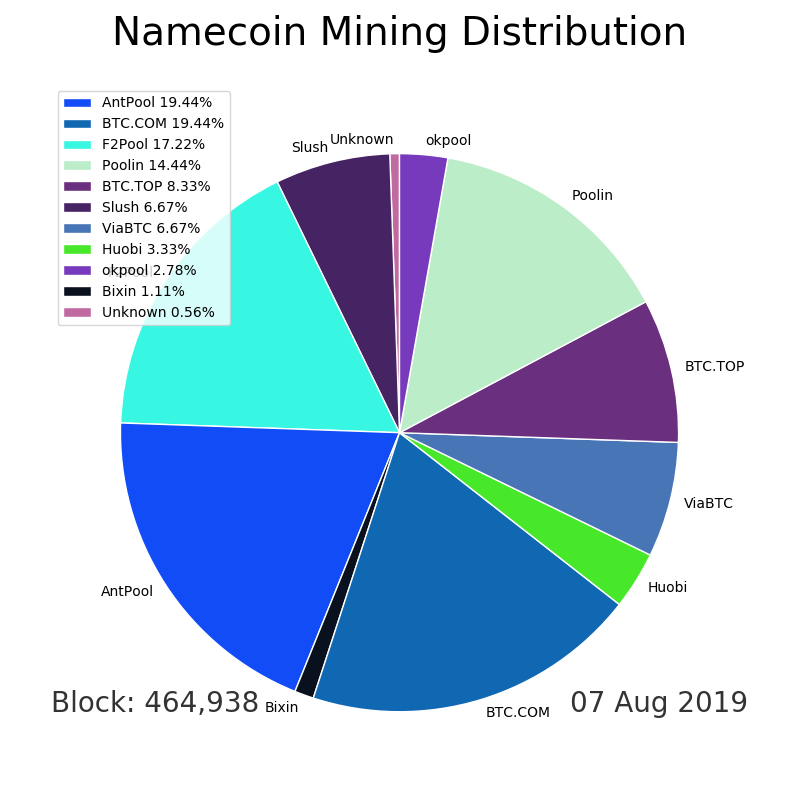 Namecoin Mining Distribution
AntPool 19.44%
BTC.COM 19.44%
F2Pool 17.22%
Poolin 14.44%
BTC.TOP 8.33%
Slush 6.67%
ViaBTC 6.67%
Huobi 3.33%
okpool 2.78%
Bixin 1.11%
Unknown 0.56%
Slush
Unknown
okpool
Poolin
BTC.TOP
ViaBTC
Huobi
BTC.COM
Bixin
AntPool
Block: 464,938
07 Aug 2019